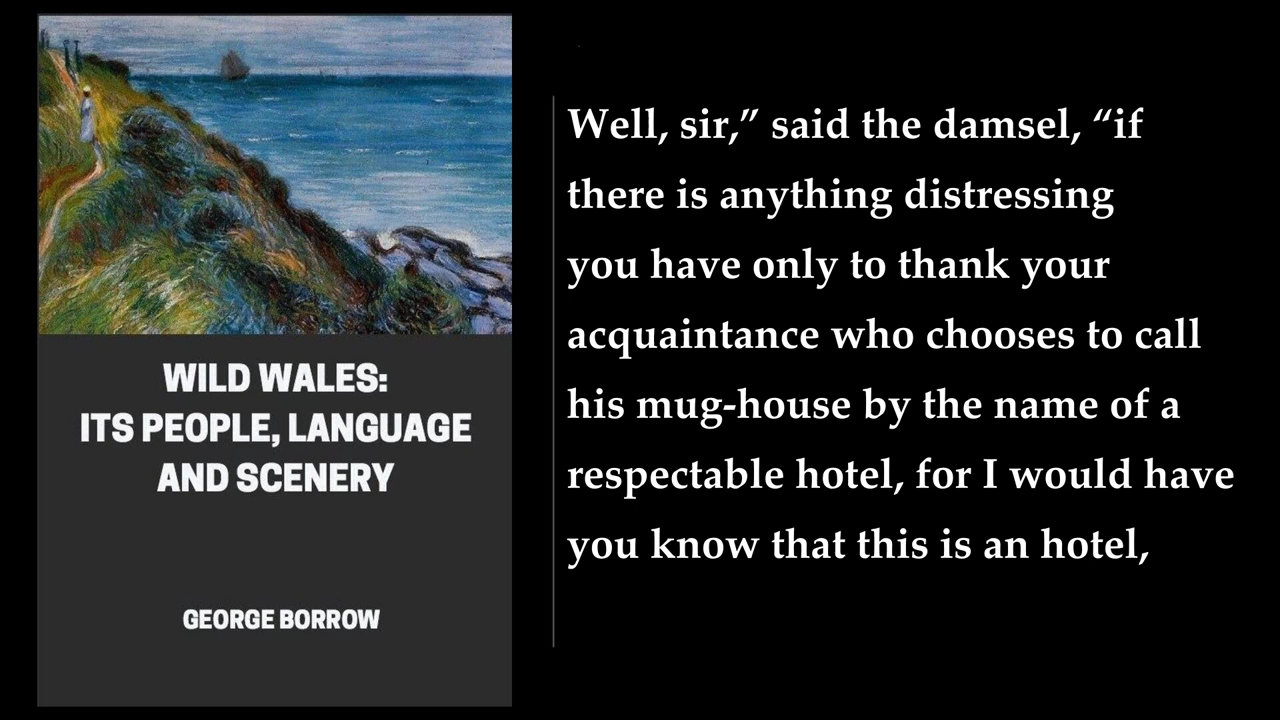 WILD WALES:
ITS PEOPLE, LANGUAGE
AND SCENERY
GEORGE BORROW
Well, sir,” said the damsel, “if
there is anything distressing
you have only to thank your
acquaintance who chooses to call
his mug-house by the name of a
respectable hotel, for I would have
you know that this is an hotel,